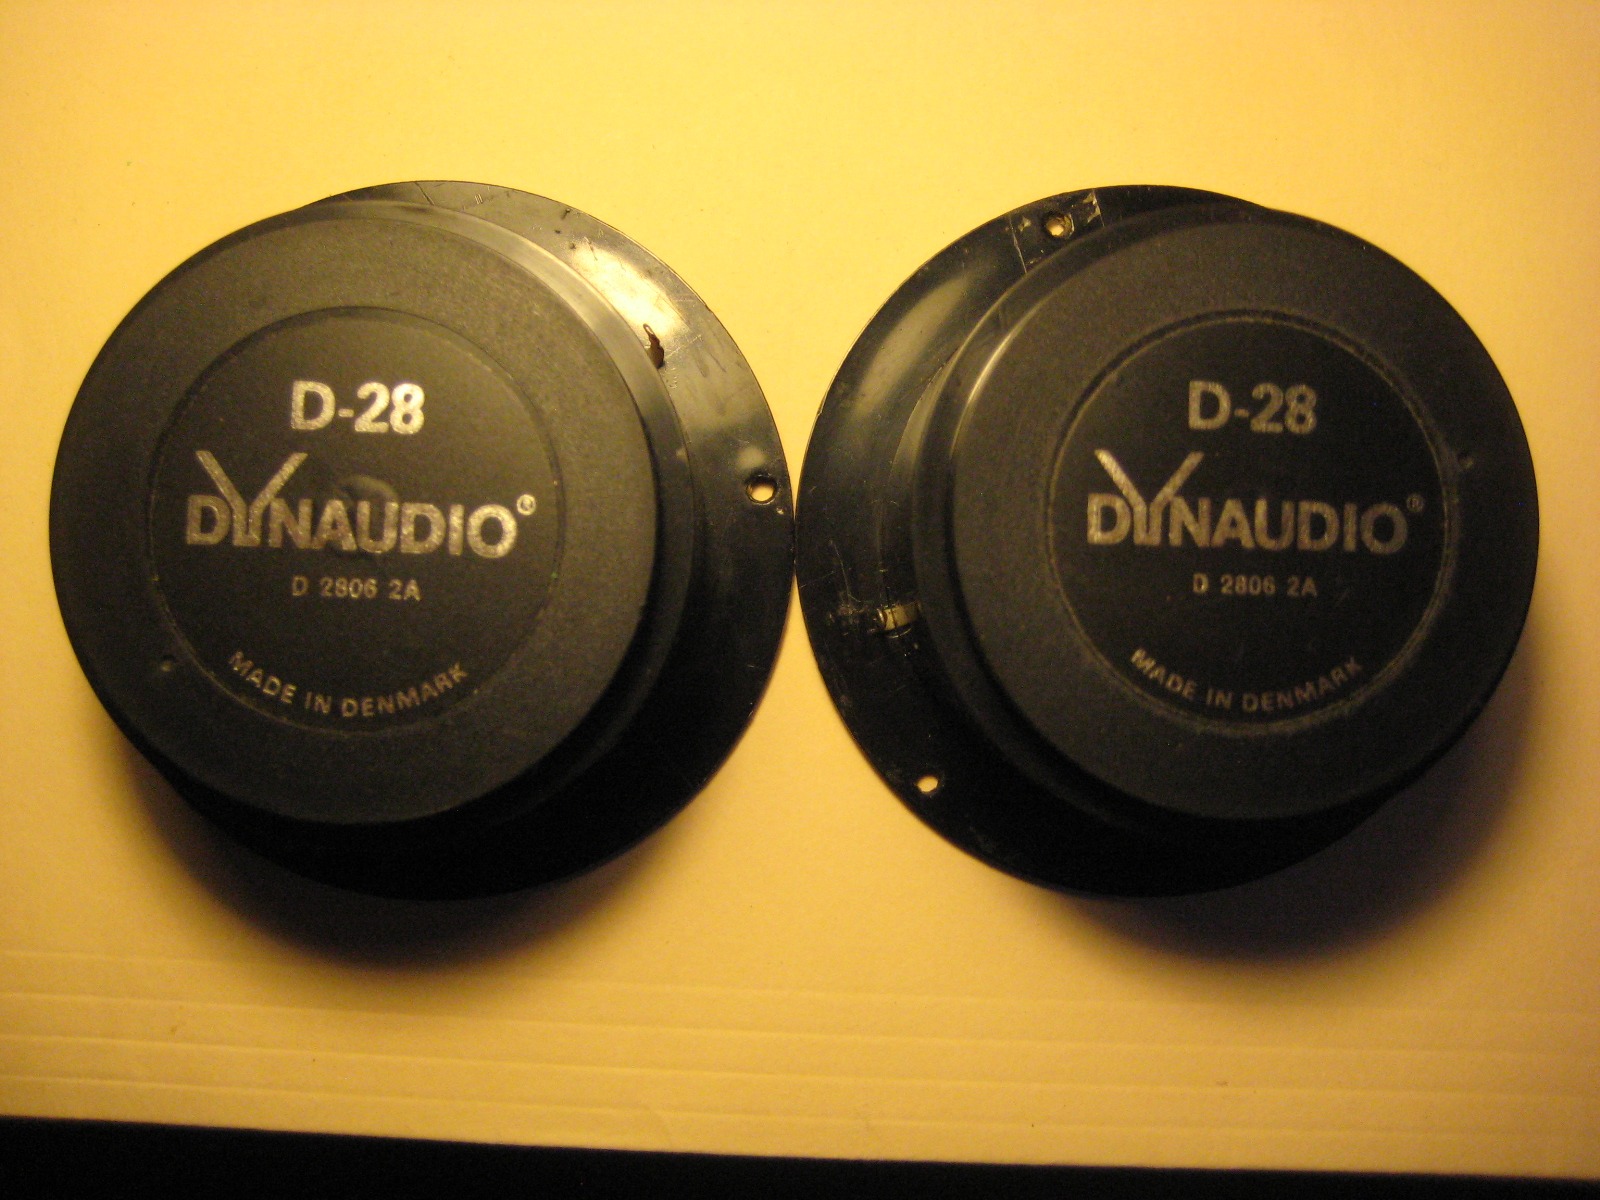 D-28
DYNAUDIO®
D 2806 2A
MADE IN DENMARK
D-28
DYNAUDIO®
D 2806 2A
MADE IN DENMARK